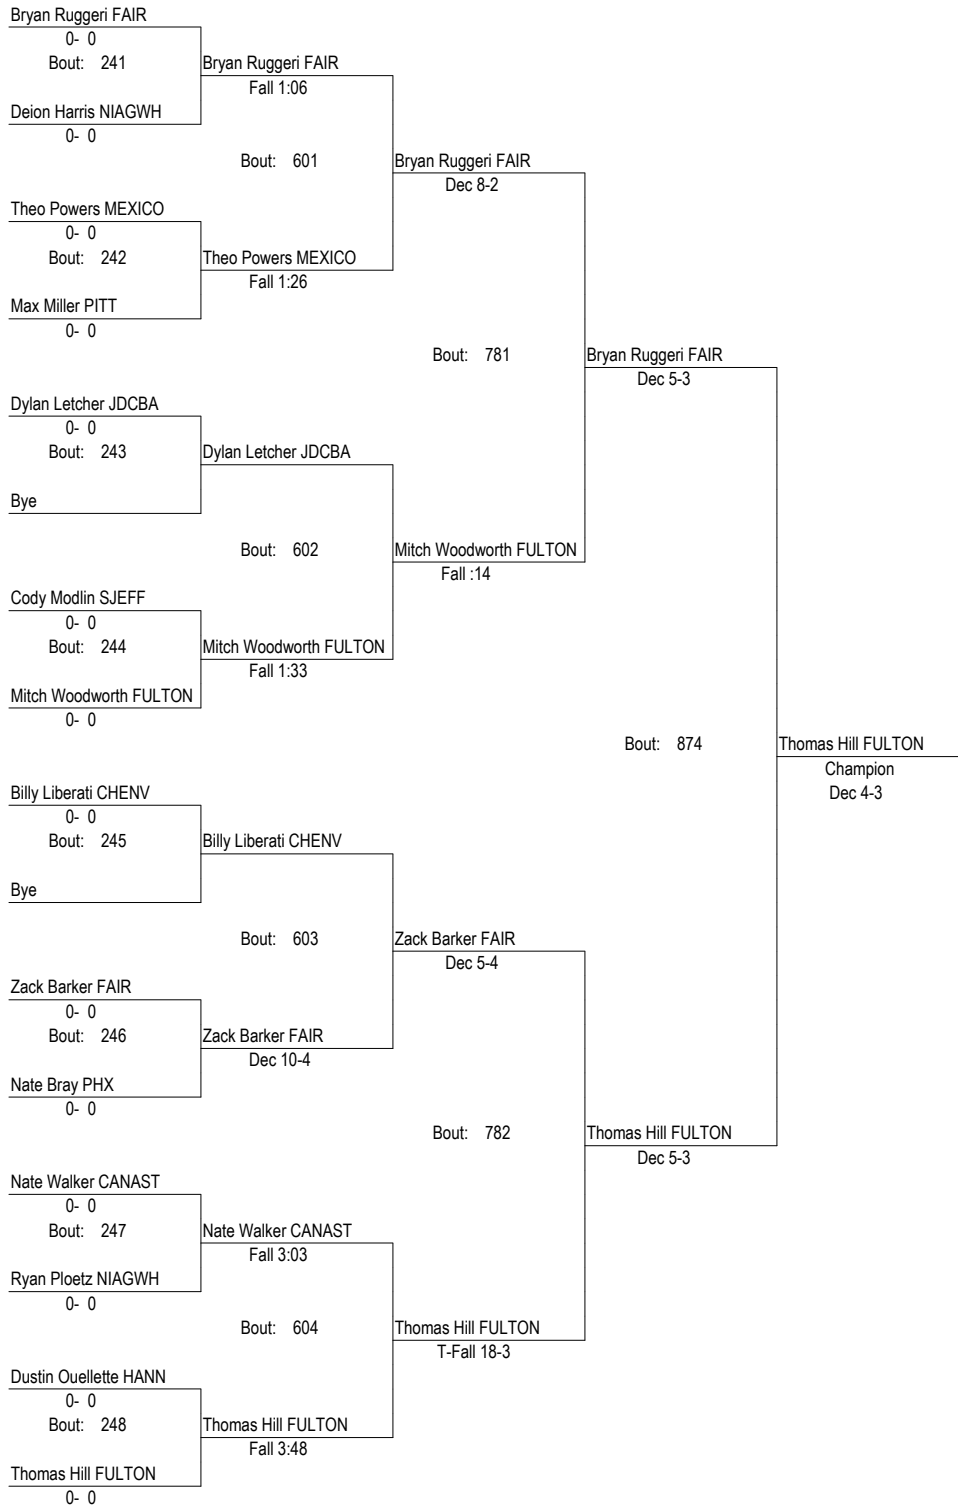 Bryan Ruggeri FAIR
0- 0
Bout: 241
Bryan Ruggeri FAIR
Fall 1:06
Deion Harris NIAGWH
0- 0
Bout: 601
Bryan Ruggeri FAIR
Dec 8-2
Theo Powers MEXICO
0- 0
Bout: 242
Theo Powers MEXICO
Fall 1:26
Max Miller PITT
0- 0
Bout: 781
Bryan Ruggeri FAIR
Dec 5-3
Dylan Letcher JDCBA
0- 0
Bout: 243
Dylan Letcher JDCBA
Bye
Bout: 602
Mitch Woodworth FULTON
Fall :14
Cody Modlin SJEFF
0- 0
Bout: 244
Mitch Woodworth FULTON
Fall 1:33
Mitch Woodworth FULTON
0- 0
Bout: 874
Thomas Hill FULTON
Champion
Dec 4-3
Billy Liberati CHENV
0- 0
Bout: 245
Billy Liberati CHENV
Bye
Bout: 603
Zack Barker FAIR
Dec 5-4
Zack Barker FAIR
0- 0
Bout: 246
Zack Barker FAIR
Dec 10-4
Nate Bray PHX
0- 0
Bout: 782
Thomas Hill FULTON
Dec 5-3
Nate Walker CANAST
0- 0
Bout: 247
Nate Walker CANAST
Fall 3:03
Ryan Ploetz NIAGWH
0- 0
Bout: 604
Thomas Hill FULTON
T-Fall 18-3
Dustin Ouellette HANN
0- 0
Bout: 248
Thomas Hill FULTON
Fall 3:48
Thomas Hill FULTON
0- 0